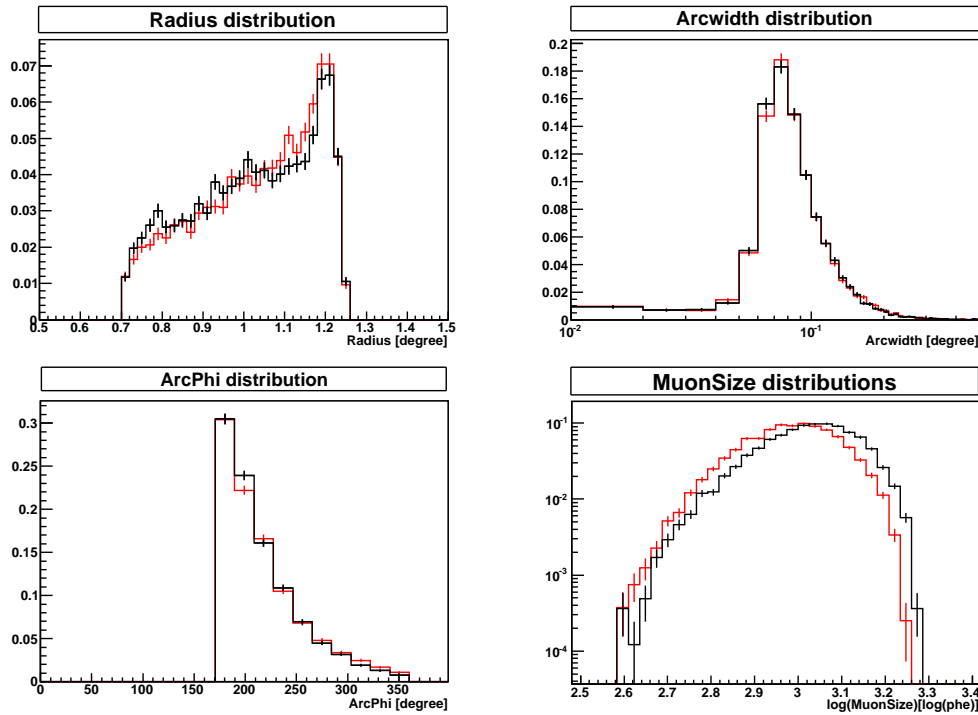 Radius distribution
0.07
0.06
0.05
0.04
0.03
0.02
0.01
0
0.5 0.6 0.7 0.8 0.9 1 1.1 1.2 1.3 1.4 1.5
Radius [degree]
Arcwidth distribution
0.2
0.18
0.16
0.14
0.12
0.1
0.08
0.06
0.04
0.02
0
10-2 10-1
Arcwidth [degree]
ArcPhi distribution
0.3
0.25
0.2
0.15
0.1
0.05
0
0 50 100 150 200 250 300 350
ArcPhi [degree]
MuonSize distributions
10-1
10-2
10-3
10-4
2.5 2.6 2.7 2.8 2.9 3 3.1 3.2 3.3 3.4
log(MuonSize)[log(phe)]